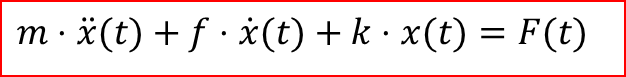 m · ẍ(t) + f · ẋ(t) + k · x(t) = F(t)